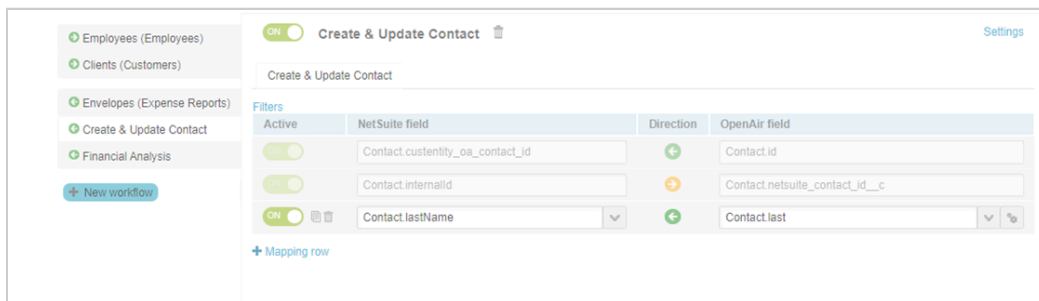 Employees (Employees)
Clients (Customers)
Envelopes (Expense Reports)
Create & Update Contact
Financial Analysis
+ New workflow
ON Create & Update Contact Settings
Create & Update Contact
Filters
Active NetSuite field Direction OpenAir field
ON Contact.custentity_oa_contact_id Contact.id
ON Contact.internalId Contact.netsuite_contact_id__c
ON Contact.lastName Contact.last
+ Mapping row